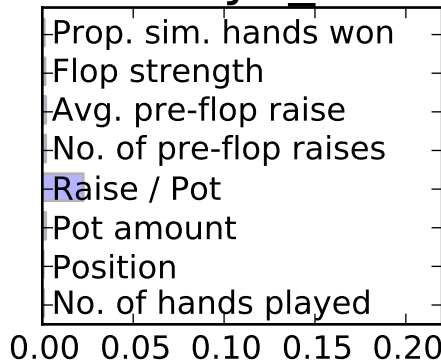 Prop. sim. hands won
Flop strength
Avg. pre-flop raise
No. of pre-flop raises
Raise / Pot
Pot amount
Position
No. of hands played
0.00 0.05 0.10 0.15 0.20